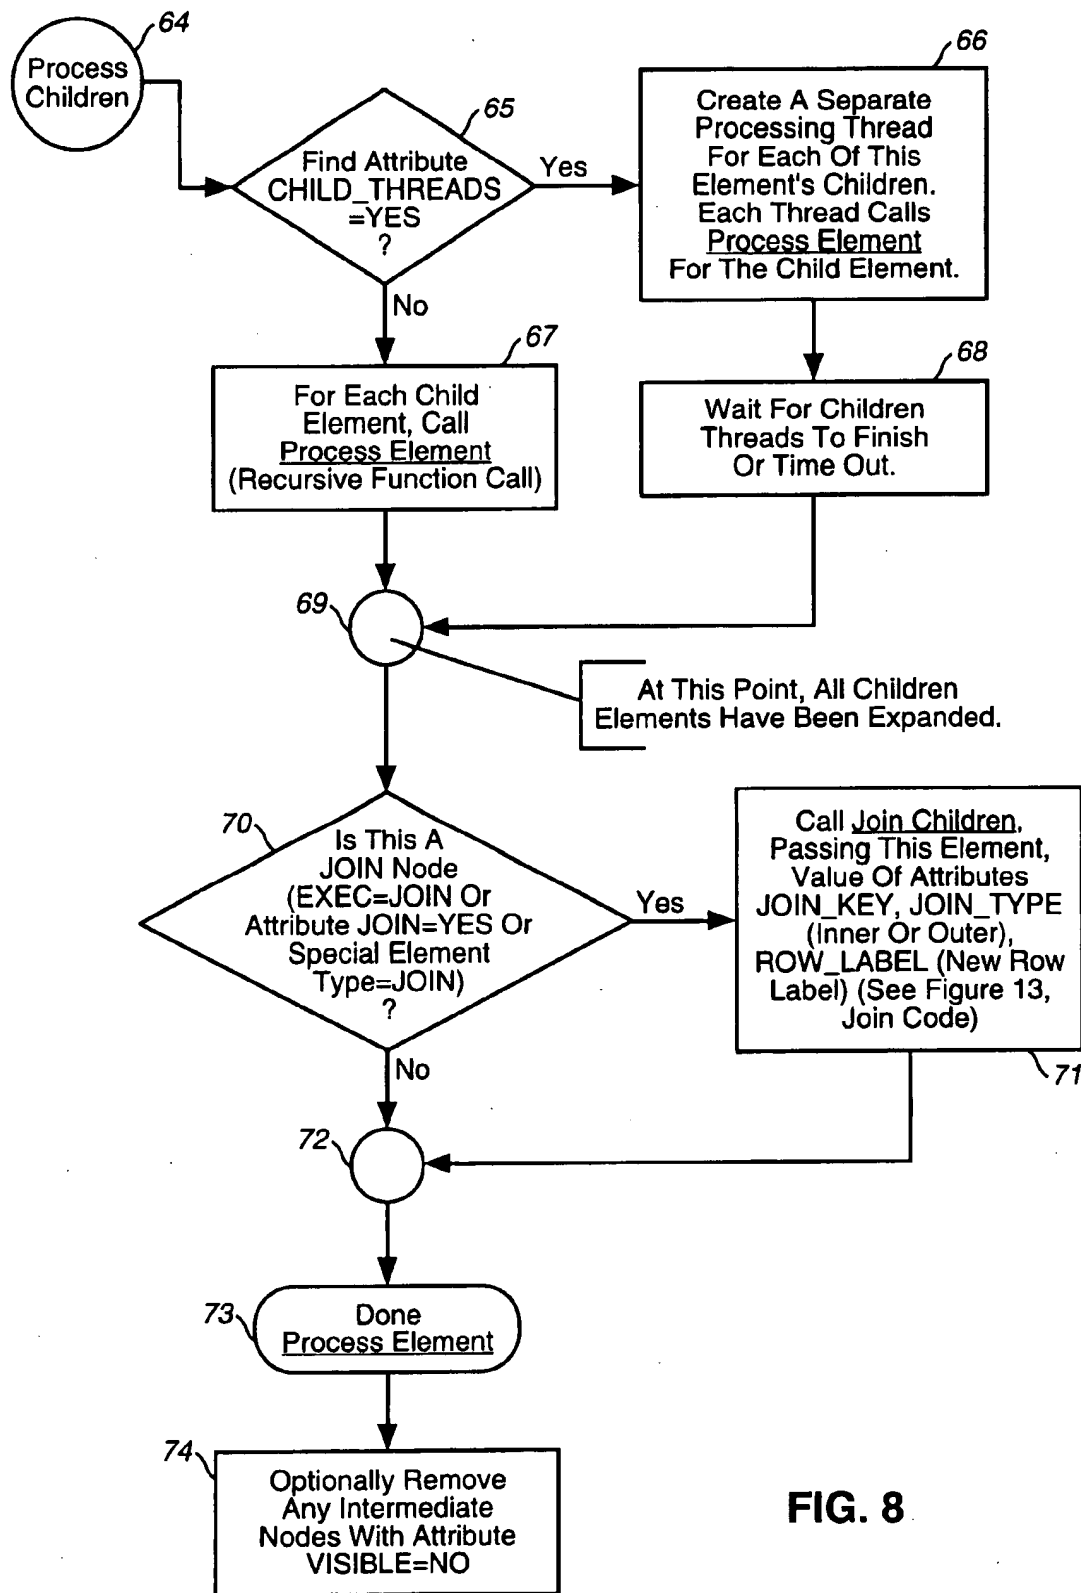 64
Process
Children
65
Find Attribute
CHILD_THREADS
=YES
?
Yes
No
66
Create A Separate
Processing Thread
For Each Of This
Element's Children.
Each Thread Calls
Process Element
For The Child Element.
67
For Each Child
Element, Call
Process Element
(Recursive Function Call)
68
Wait For Children
Threads To Finish
Or Time Out.
69
At This Point, All Children
Elements Have Been Expanded.
70
Is This A
JOIN Node
(EXEC=JOIN Or
Attribute JOIN=YES Or
Special Element
Type=JOIN)
?
Yes
No
Call Join Children,
Passing This Element,
Value Of Attributes
JOIN_KEY, JOIN_TYPE
(Inner Or Outer),
ROW_LABEL (New Row
Label) (See Figure 13,
Join Code)
71
72
73
Done
Process Element
74
Optionally Remove
Any Intermediate
Nodes With Attribute
VISIBLE=NO
FIG. 8